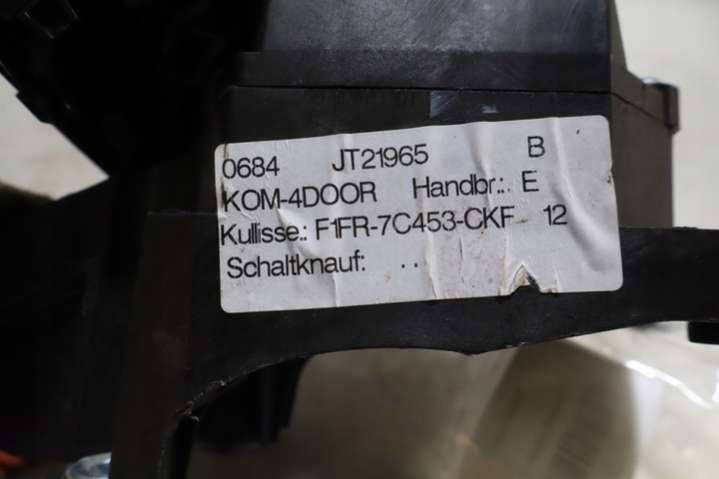 0684 JT21965 B
KOM-4DOOR Handbr.:. E
Kullisse.: F1FR-7C453-CKF 12
Schaltknauf: . .